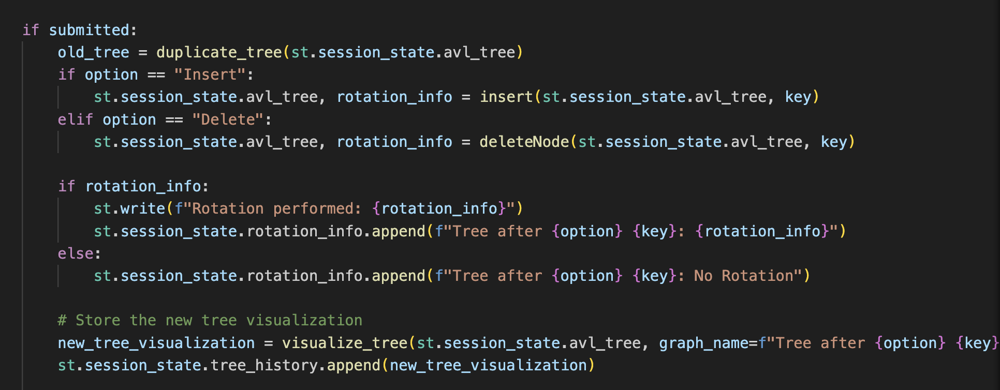 if submitted:
    old_tree = duplicate_tree(st.session_state.avl_tree)
    if option == "Insert":
        st.session_state.avl_tree, rotation_info = insert(st.session_state.avl_tree, key)
    elif option == "Delete":
        st.session_state.avl_tree, rotation_info = deleteNode(st.session_state.avl_tree, key)

    if rotation_info:
        st.write(f"Rotation performed: {rotation_info}")
        st.session_state.rotation_info.append(f"Tree after {option} {key}: {rotation_info}")
    else:
        st.session_state.rotation_info.append(f"Tree after {option} {key}: No Rotation")

    # Store the new tree visualization
    new_tree_visualization = visualize_tree(st.session_state.avl_tree, graph_name=f"Tree after {option} {key}
    st.session_state.tree_history.append(new_tree_visualization)